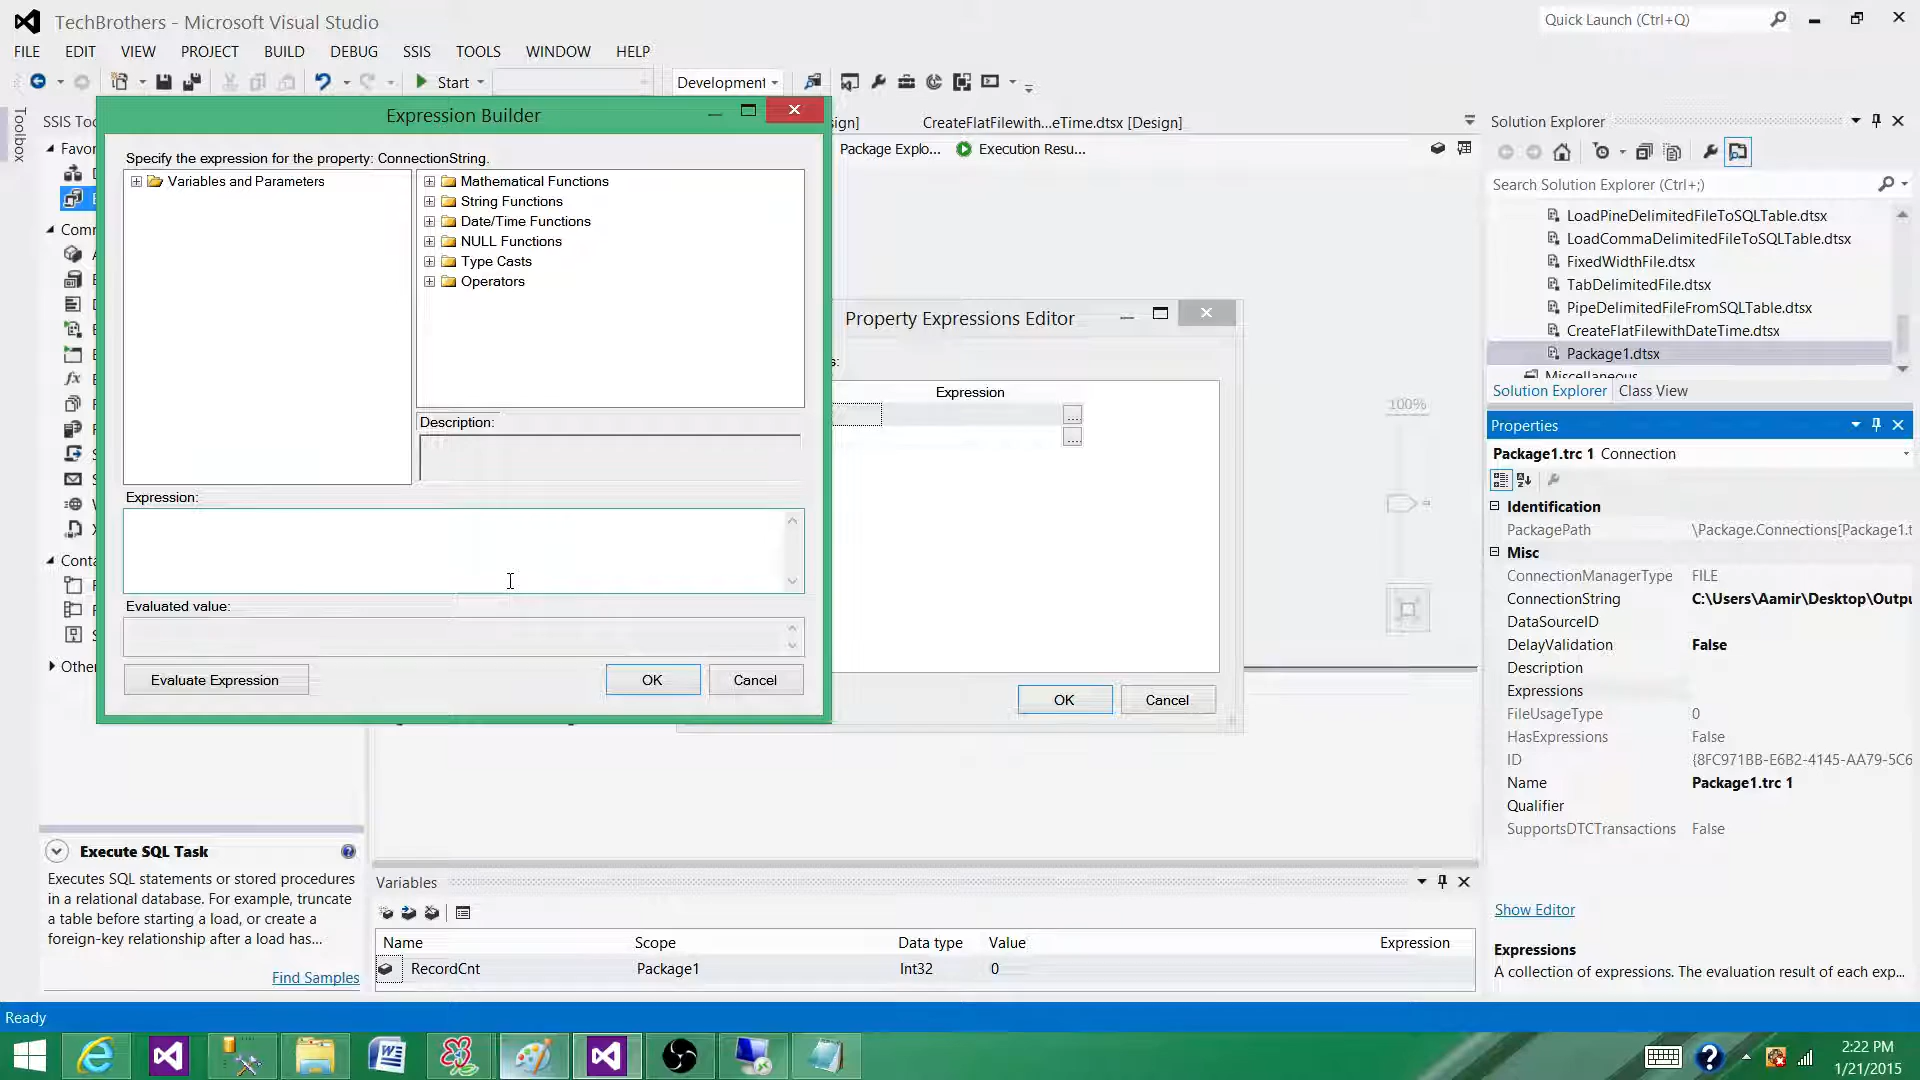 TechBrothers - Microsoft Visual Studio
Quick Launch (Ctrl+Q)
FILE EDIT VIEW PROJECT BUILD DEBUG SSIS TOOLS WINDOW HELP
Start
Development
Toolbox
SSIS To
Expression Builder
sign]
CreateFlatFilewith...eTime.dtsx [Design]
Package Explo...
Execution Resu...
Favor
Comm
Conta
Other
Specify the expression for the property: ConnectionString.
Variables and Parameters
Mathematical Functions
String Functions
Date/Time Functions
NULL Functions
Type Casts
Operators
Description:
Expression:
Evaluated value:
Evaluate Expression
OK
Cancel
Property Expressions Editor
s:
Expression
...
...
OK
Cancel
100%
Solution Explorer
Search Solution Explorer (Ctrl+;)
LoadPineDelimitedFileToSQLTable.dtsx
LoadCommaDelimitedFileToSQLTable.dtsx
FixedWidthFile.dtsx
TabDelimitedFile.dtsx
PipeDelimitedFileFromSQLTable.dtsx
CreateFlatFilewithDateTime.dtsx
Package1.dtsx
Miscellaneous
Solution Explorer Class View
Properties
Package1.trc 1 Connection
Identification
PackagePath \Package.Connections[Package1.t
Misc
ConnectionManagerType FILE
ConnectionString C:\Users\Aamir\Desktop\Outpu
DataSourceID
DelayValidation False
Description
Expressions
FileUsageType 0
HasExpressions False
ID {8FC971BB-E6B2-4145-AA79-5C6
Name Package1.trc 1
Qualifier
SupportsDTCTransactions False
Show Editor
Expressions
A collection of expressions. The evaluation result of each exp...
Execute SQL Task
Executes SQL statements or stored procedures
in a relational database. For example, truncate
a table before starting a load, or create a
foreign-key relationship after a load has...
Find Samples
Variables
Name Scope Data type Value Expression
RecordCnt Package1 Int32 0
Ready
2:22 PM
1/21/2015